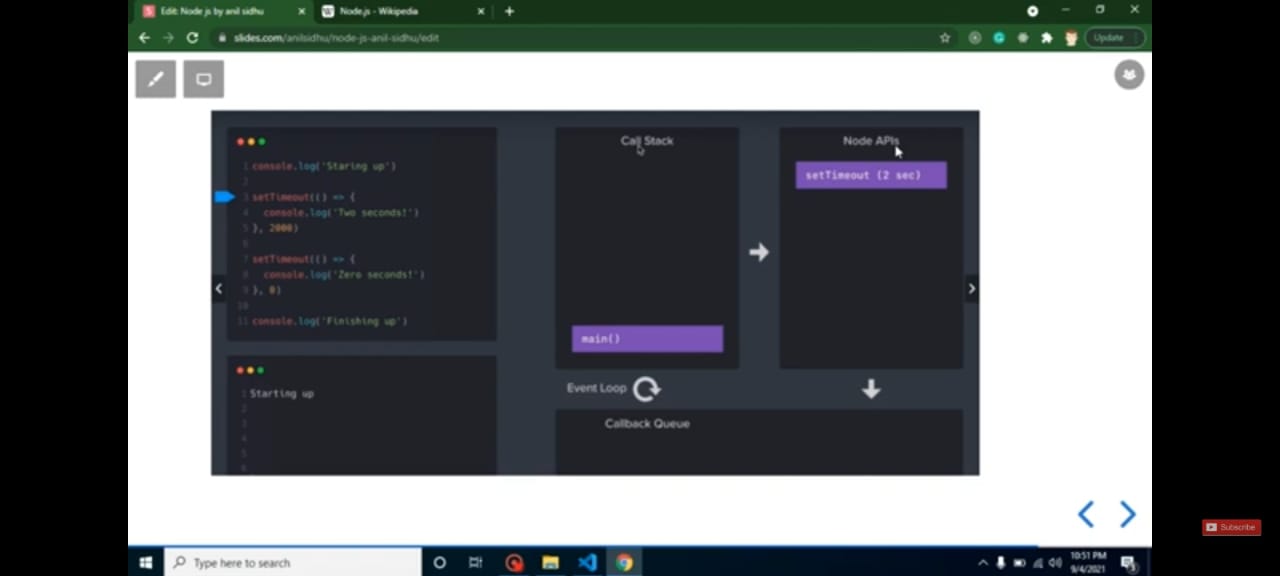 Edit: Node js by anil sidhu
Node.js - Wikipedia
slides.com/anilsidhu/node-js-anil-sidhu/edit
Update
1 console.log('Staring up')
2
3 setTimeout(() => {
4 console.log('Two seconds!')
5 }, 2000)
6
7 setTimeout(() => {
8 console.log('Zero seconds!')
9 }, 0)
10
11 console.log('Finishing up')
Call Stack
main()
Node APIs
setTimeout (2 sec)
Event Loop
Callback Queue
1 Starting up
2
3
4
5
6
Subscribe
Type here to search
10:51 PM
9/4/2021